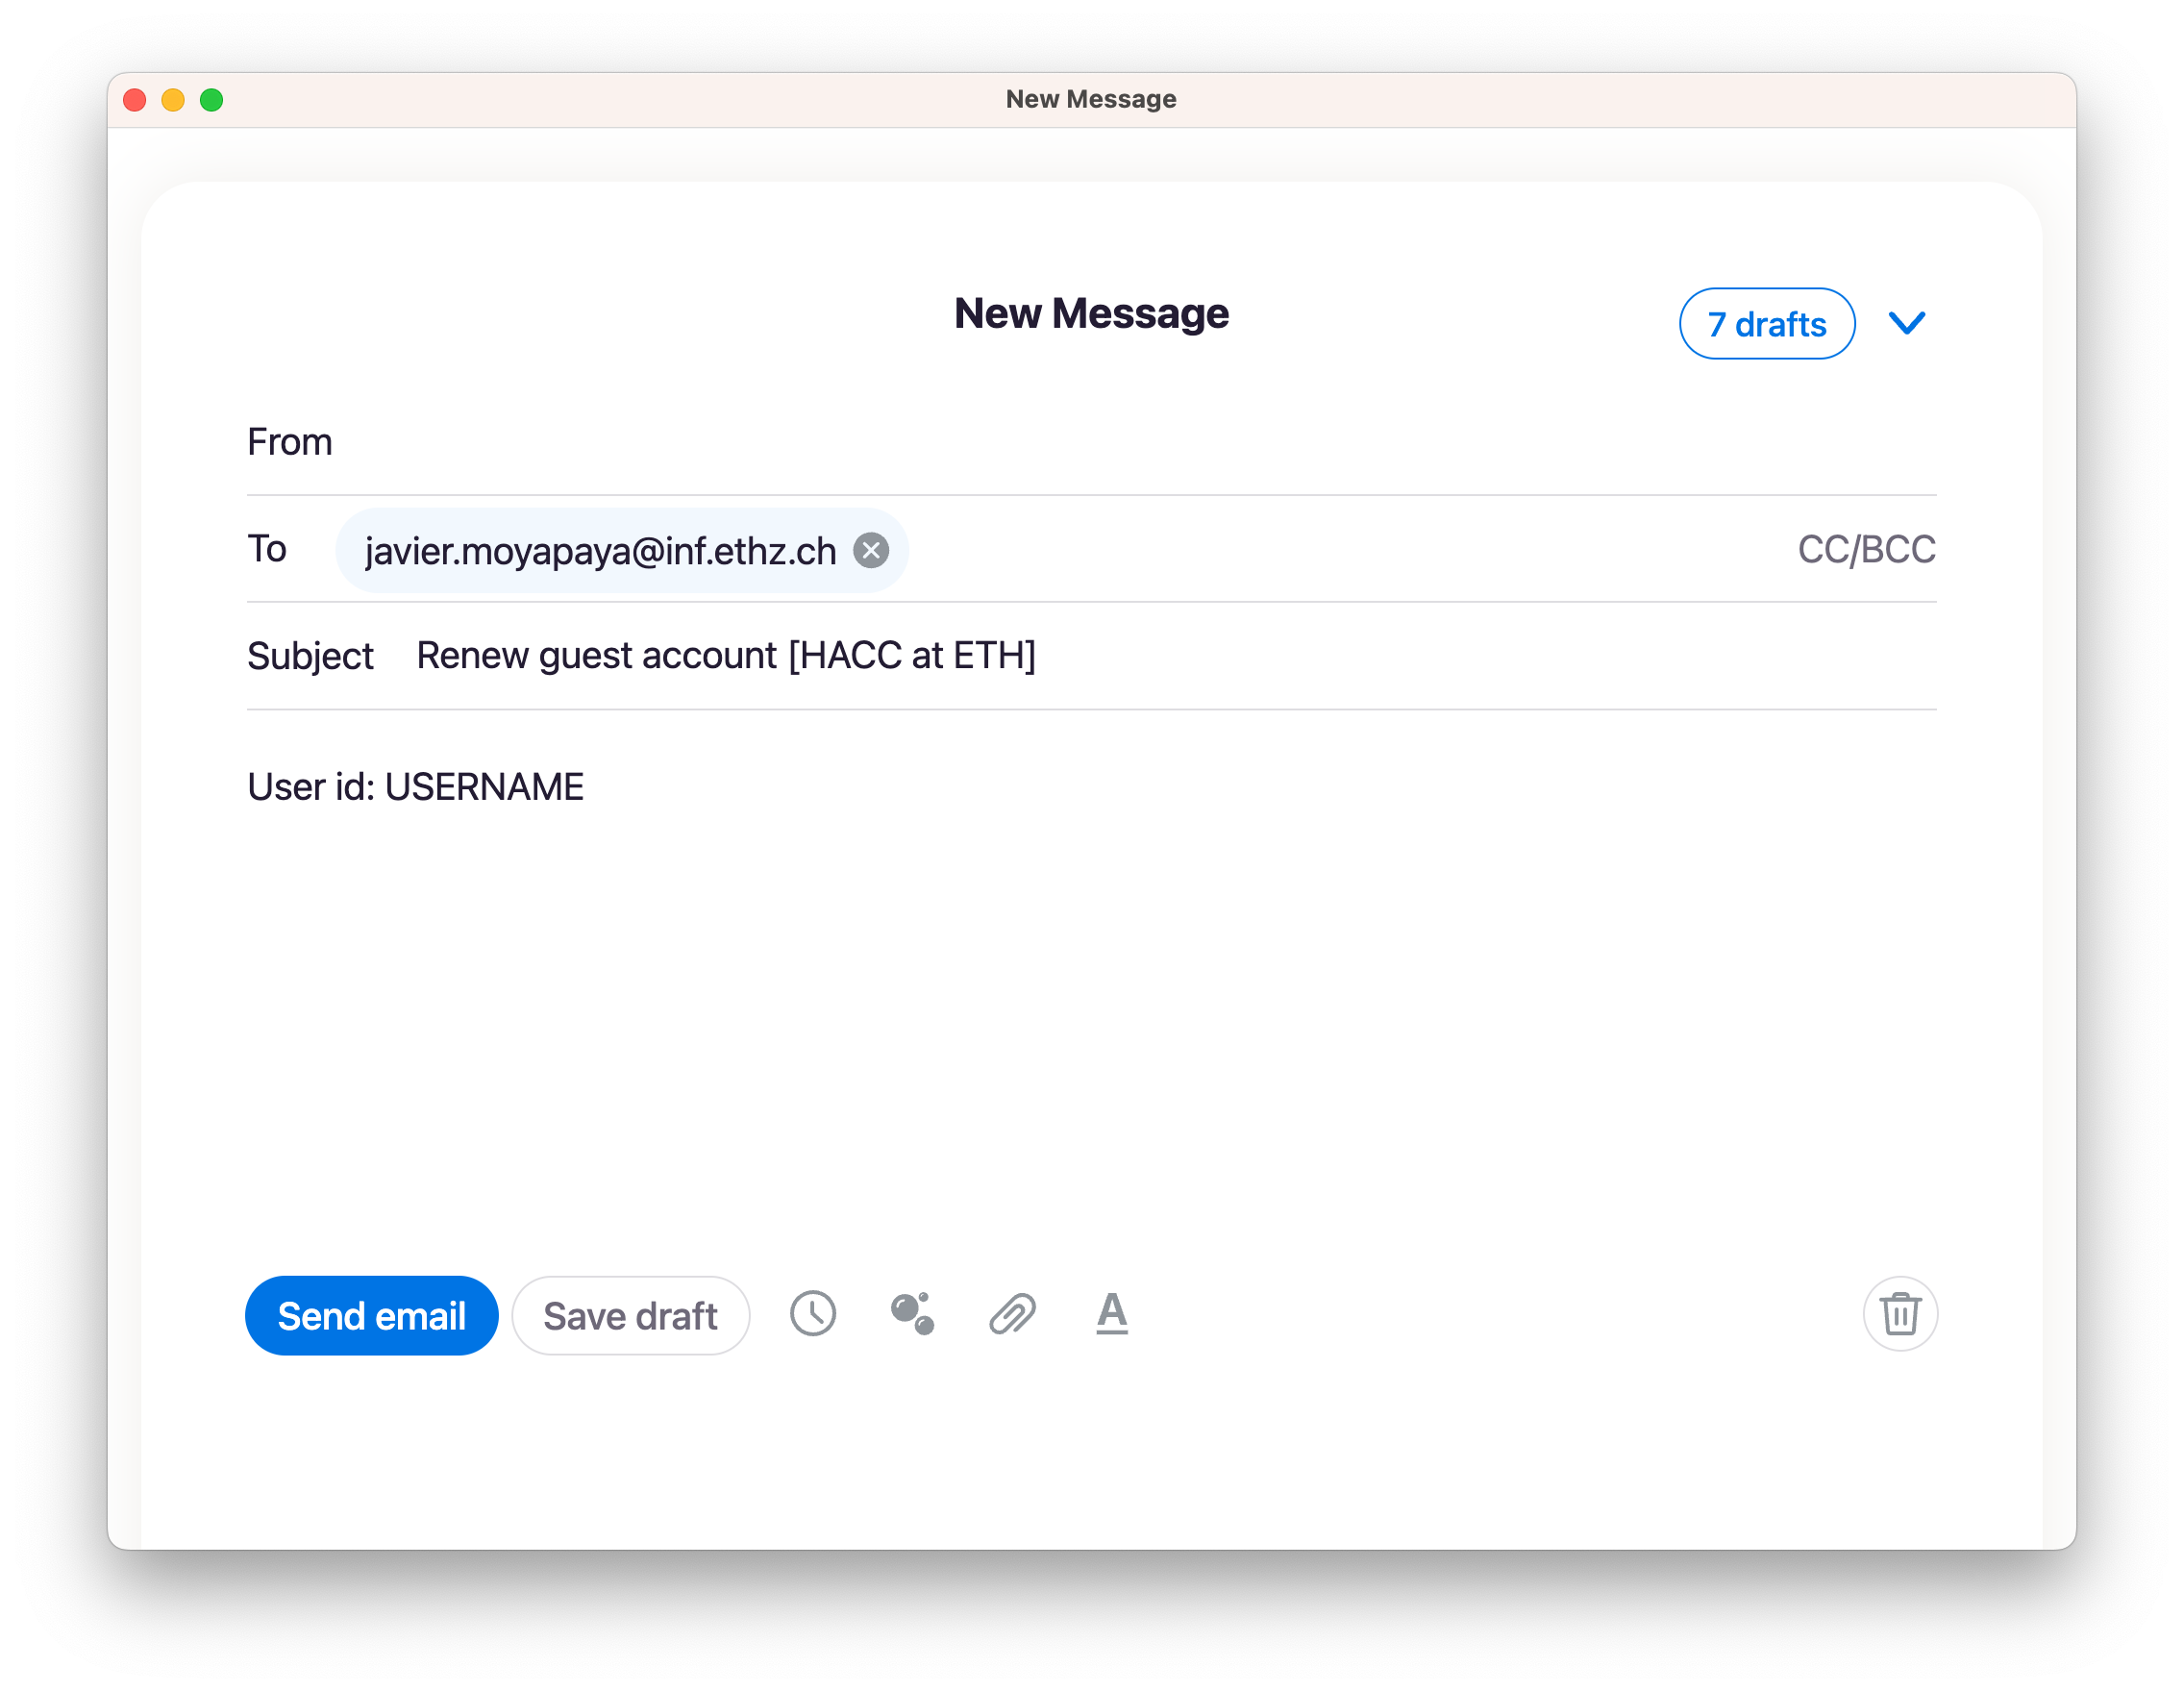 New Message
New Message
7 drafts
From
To javier.moyapaya@inf.ethz.ch CC/BCC
Subject Renew guest account [HACC at ETH]
User id: USERNAME
Send email Save draft A